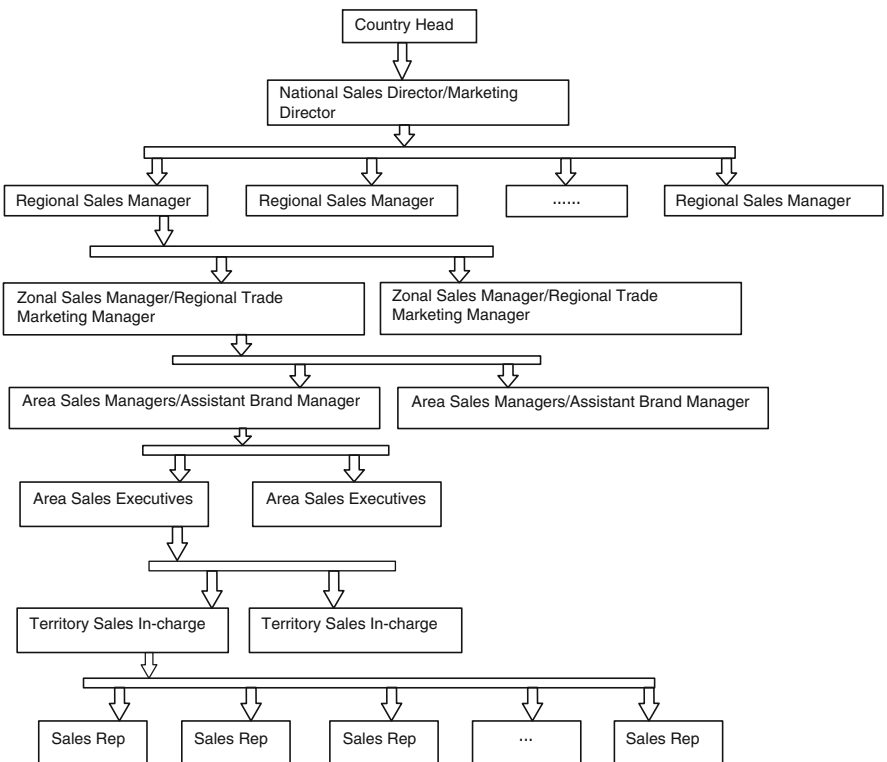 Country Head
National Sales Director/Marketing
Director
Regional Sales Manager
Regional Sales Manager
......
Regional Sales Manager
Zonal Sales Manager/Regional Trade
Marketing Manager
Zonal Sales Manager/Regional Trade
Marketing Manager
Area Sales Managers/Assistant Brand Manager
Area Sales Managers/Assistant Brand Manager
Area Sales Executives
Area Sales Executives
Territory Sales In-charge
Territory Sales In-charge
Sales Rep
Sales Rep
Sales Rep
...
Sales Rep